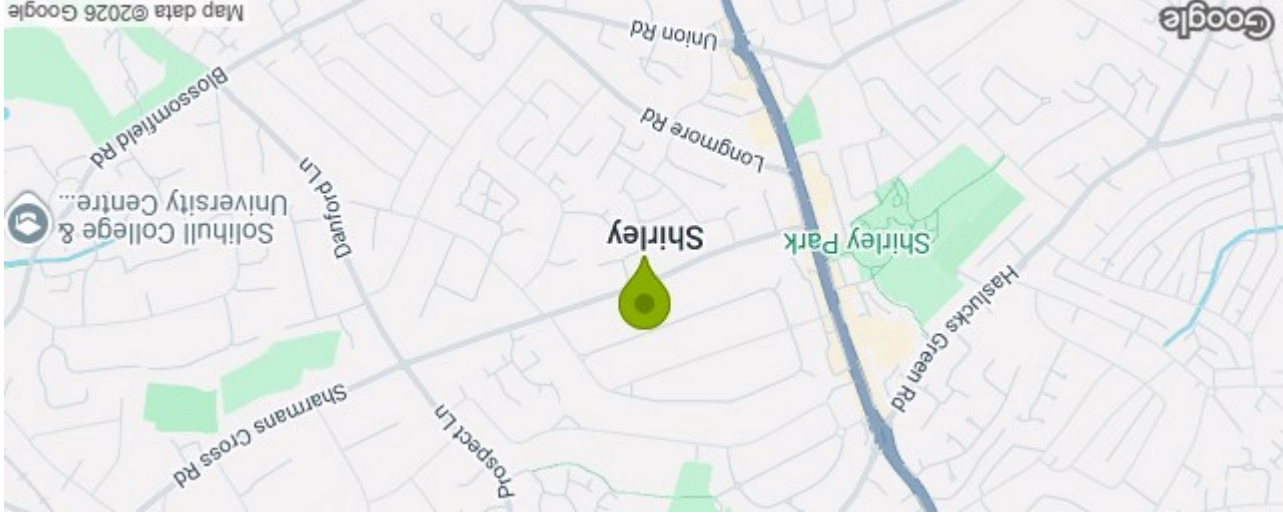 Prospect Ln
Sharmans Cross Rd
Haslucks Green Rd
Shirley Park
Shirley
Danford Ln
Solihull College &
University Centre...
Longmore Rd
Blossomfield Rd
Union Rd
Google
Map data ©2026 Google